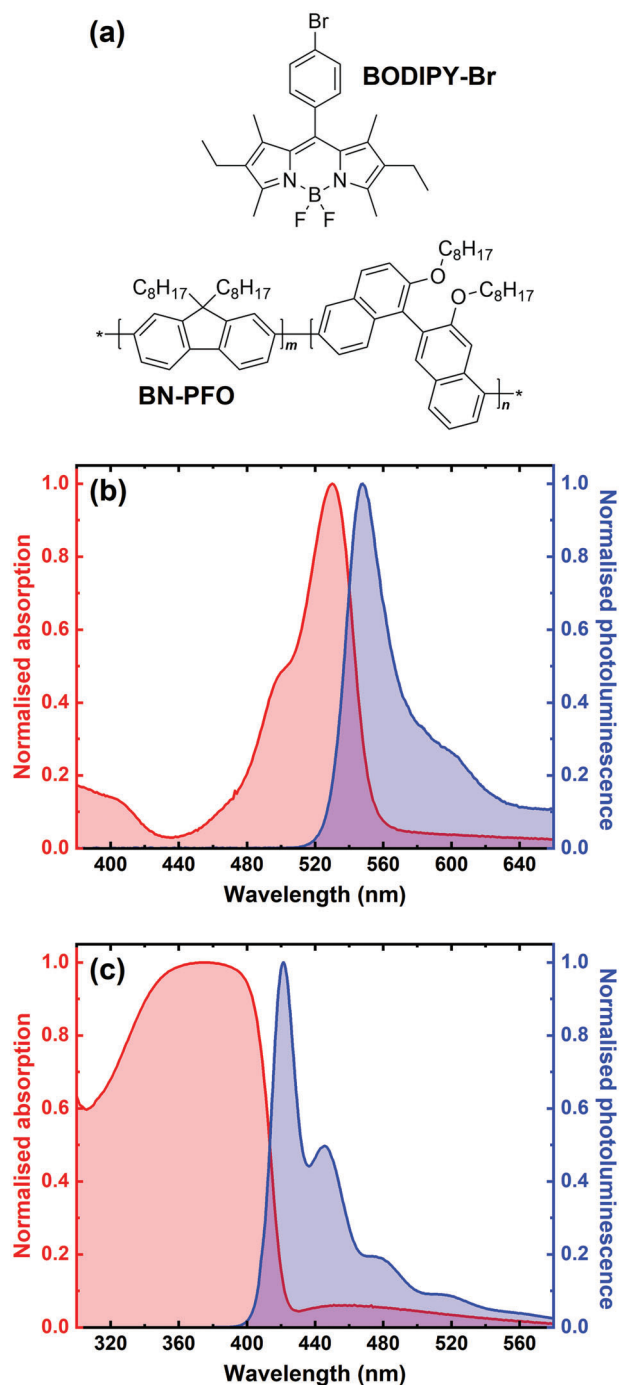 (a)
Br
BODIPY-Br
N
N
B
F
F
C8H17
O
C8H17
C8H17
C8H17
O
*
m
n
*
BN-PFO
(b)
Normalised absorption
Normalised photoluminescence
1.0
0.8
0.6
0.4
0.2
0.0
1.0
0.8
0.6
0.4
0.2
0.0
400 440 480 520 560 600 640
Wavelength (nm)
(c)
Normalised absorption
Normalised photoluminescence
1.0
0.8
0.6
0.4
0.2
0.0
1.0
0.8
0.6
0.4
0.2
0.0
320 360 400 440 480 520 560
Wavelength (nm)